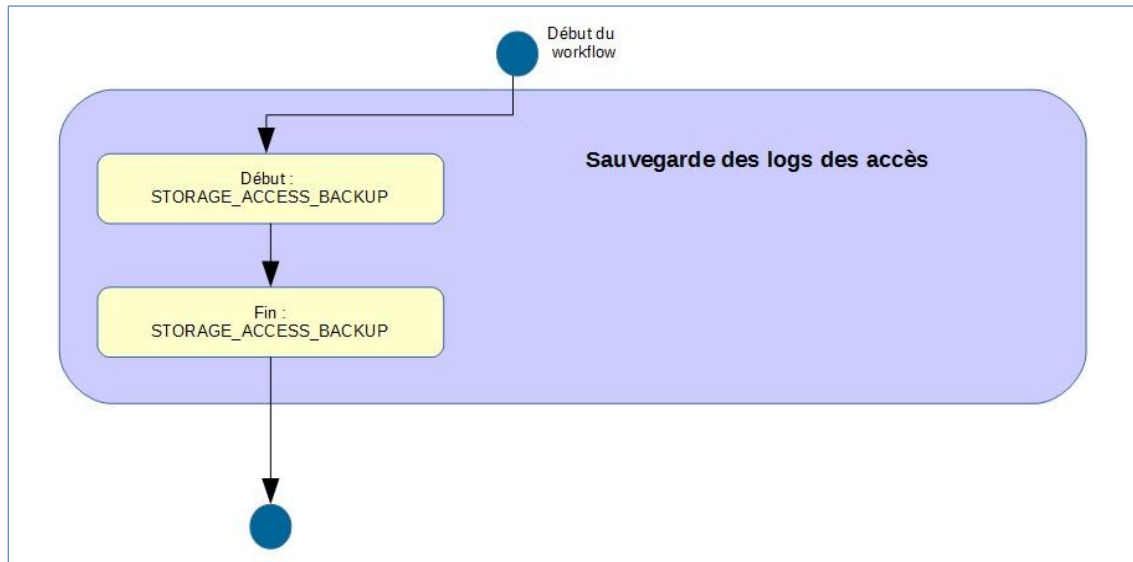 Début du
workflow
Sauvegarde des logs des accès
Début :
STORAGE_ACCESS_BACKUP
Fin :
STORAGE_ACCESS_BACKUP